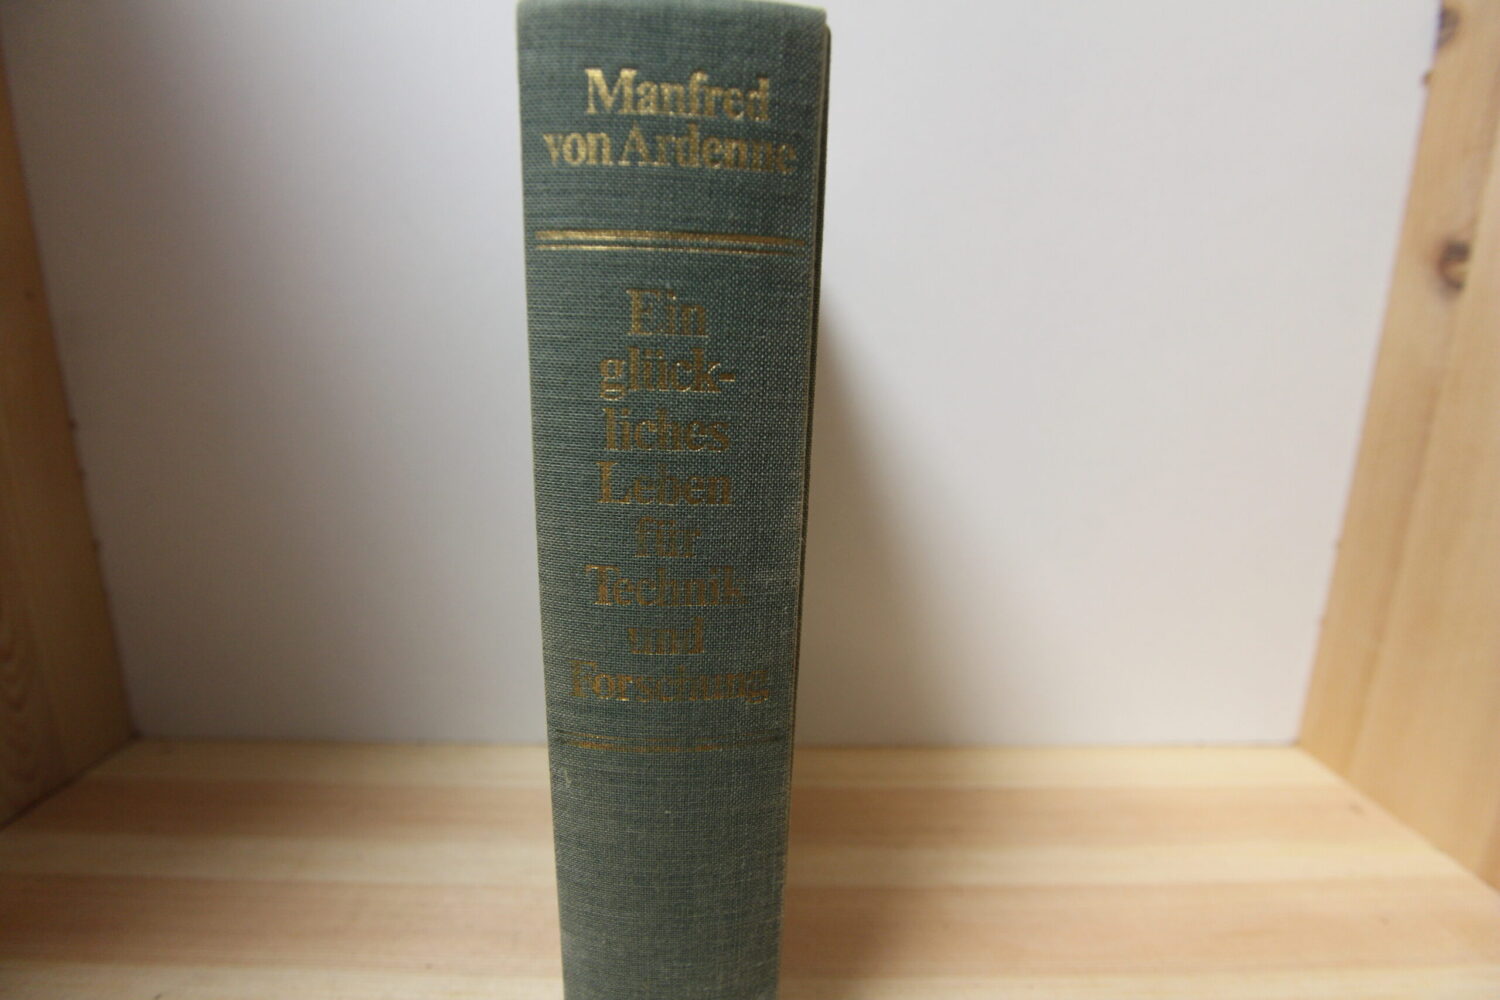 Manfred
von Ardenne
Ein
glück-
liches
Leben
für
Technik
und
Forschung